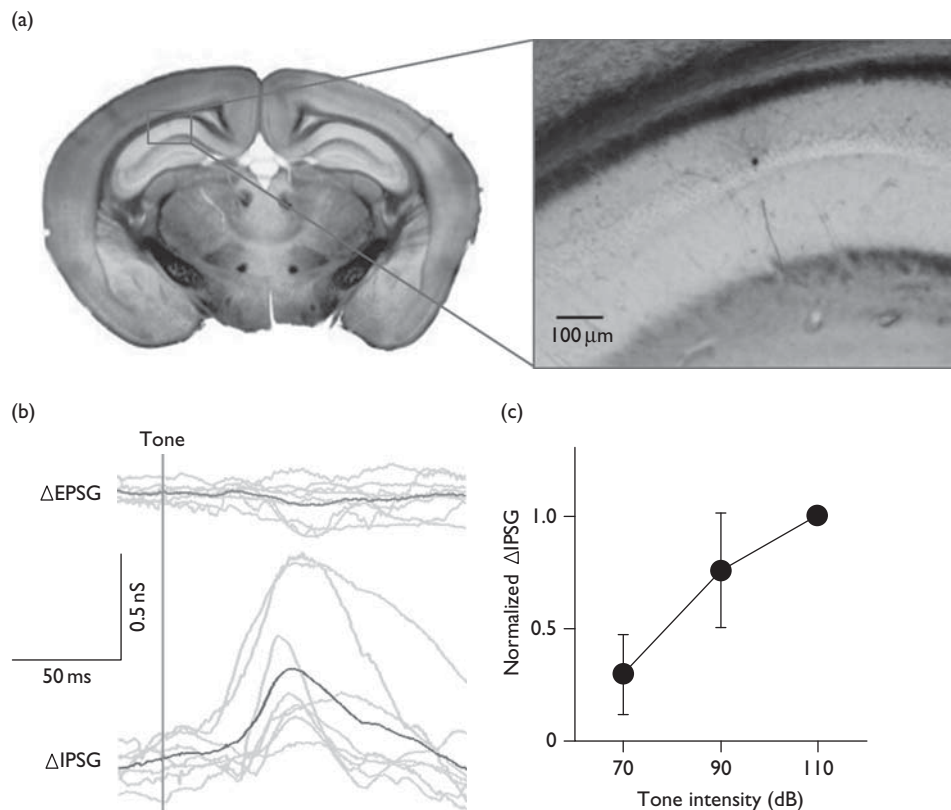 (a)
100 μm
(b)
Tone
ΔEPSG
0.5 nS
50 ms
ΔIPSG
(c)
Normalized ΔIPSG
1.0
0.5
0
70 90 110
Tone intensity (dB)